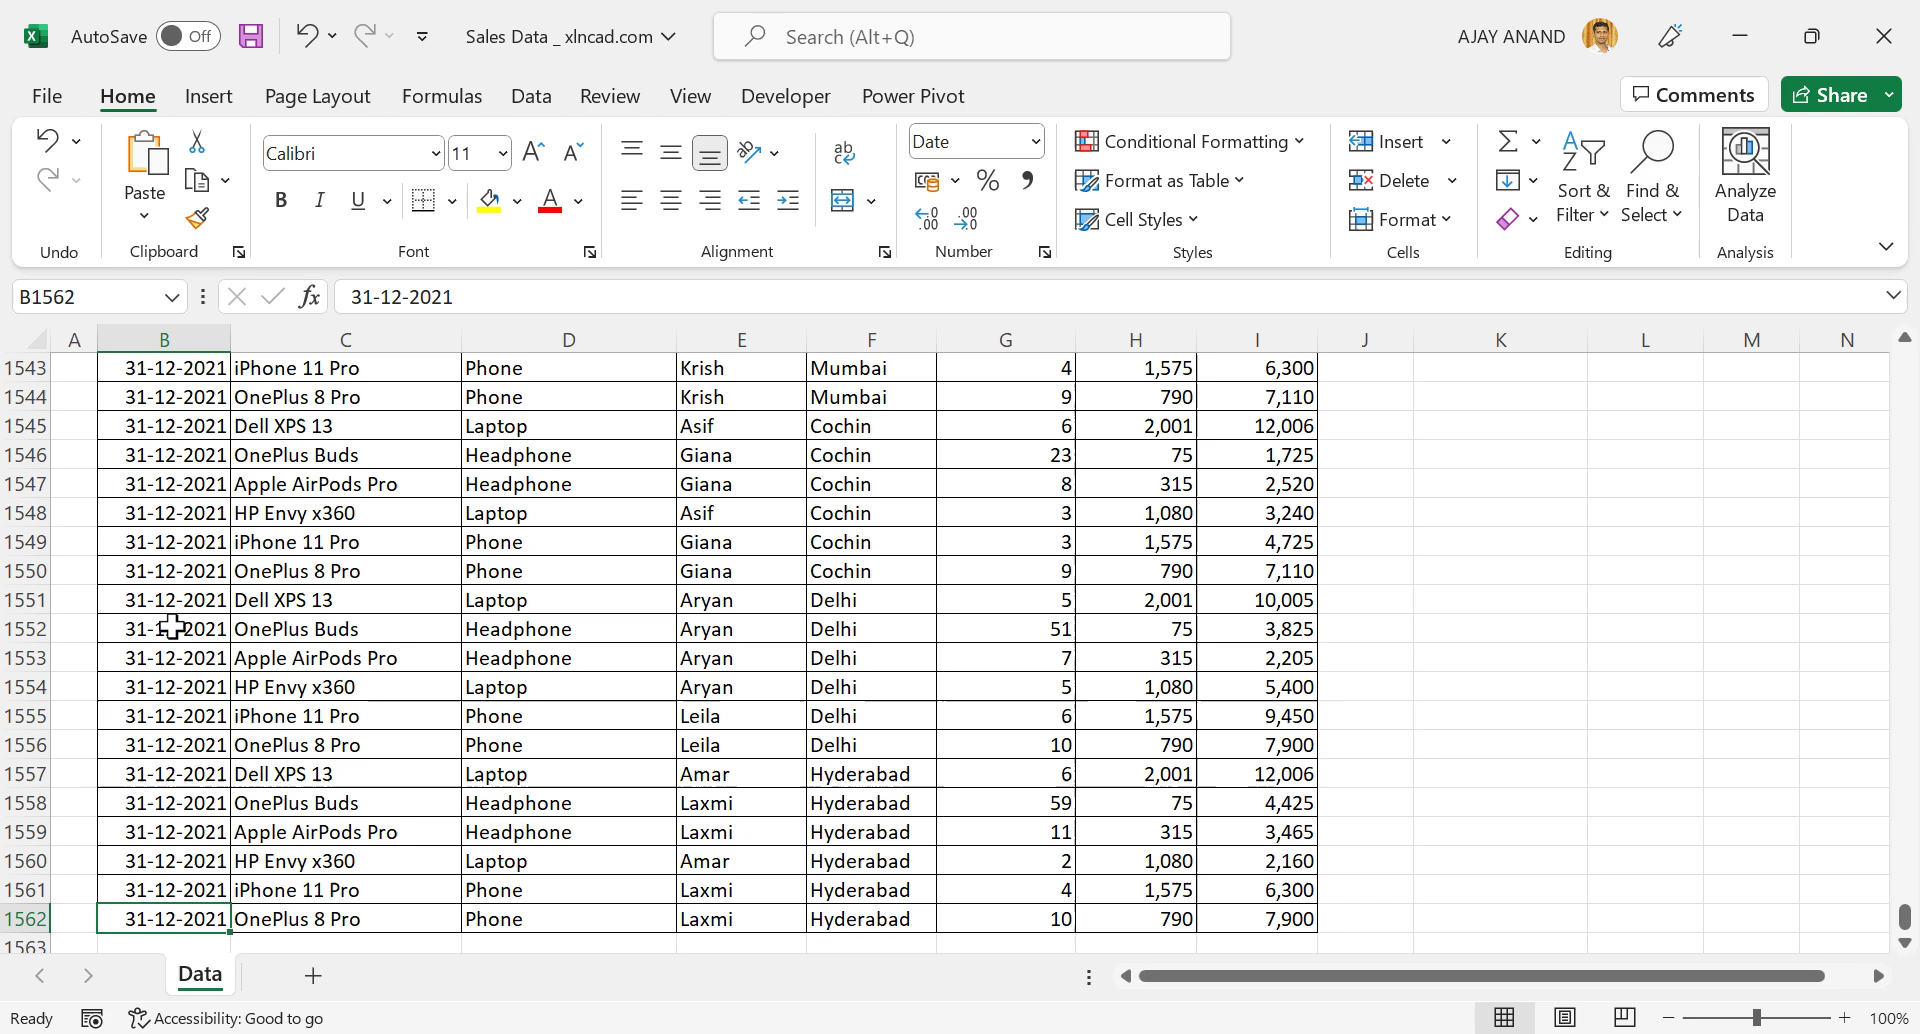 AutoSave Off Sales Data _ xlncad.com Search (Alt+Q) AJAY ANAND
File Home Insert Page Layout Formulas Data Review View Developer Power Pivot Comments Share
Calibri 11 ab Date Conditional Formatting Insert
Paste % Format as Table Delete Sort & Filter Find & Select Analyze Data
B I U A Cell Styles Format
Undo Clipboard Font Alignment Number Styles Cells Editing Analysis
B1562 fx 31-12-2021
A B C D E F G H I J K L M N
1543 31-12-2021 iPhone 11 Pro Phone Krish Mumbai 4 1,575 6,300
1544 31-12-2021 OnePlus 8 Pro Phone Krish Mumbai 9 790 7,110
1545 31-12-2021 Dell XPS 13 Laptop Asif Cochin 6 2,001 12,006
1546 31-12-2021 OnePlus Buds Headphone Giana Cochin 23 75 1,725
1547 31-12-2021 Apple AirPods Pro Headphone Giana Cochin 8 315 2,520
1548 31-12-2021 HP Envy x360 Laptop Asif Cochin 3 1,080 3,240
1549 31-12-2021 iPhone 11 Pro Phone Giana Cochin 3 1,575 4,725
1550 31-12-2021 OnePlus 8 Pro Phone Giana Cochin 9 790 7,110
1551 31-12-2021 Dell XPS 13 Laptop Aryan Delhi 5 2,001 10,005
1552 31-12-2021 OnePlus Buds Headphone Aryan Delhi 51 75 3,825
1553 31-12-2021 Apple AirPods Pro Headphone Aryan Delhi 7 315 2,205
1554 31-12-2021 HP Envy x360 Laptop Aryan Delhi 5 1,080 5,400
1555 31-12-2021 iPhone 11 Pro Phone Leila Delhi 6 1,575 9,450
1556 31-12-2021 OnePlus 8 Pro Phone Leila Delhi 10 790 7,900
1557 31-12-2021 Dell XPS 13 Laptop Amar Hyderabad 6 2,001 12,006
1558 31-12-2021 OnePlus Buds Headphone Laxmi Hyderabad 59 75 4,425
1559 31-12-2021 Apple AirPods Pro Headphone Laxmi Hyderabad 11 315 3,465
1560 31-12-2021 HP Envy x360 Laptop Amar Hyderabad 2 1,080 2,160
1561 31-12-2021 iPhone 11 Pro Phone Laxmi Hyderabad 4 1,575 6,300
1562 31-12-2021 OnePlus 8 Pro Phone Laxmi Hyderabad 10 790 7,900
1563
Data
Ready Accessibility: Good to go 100%